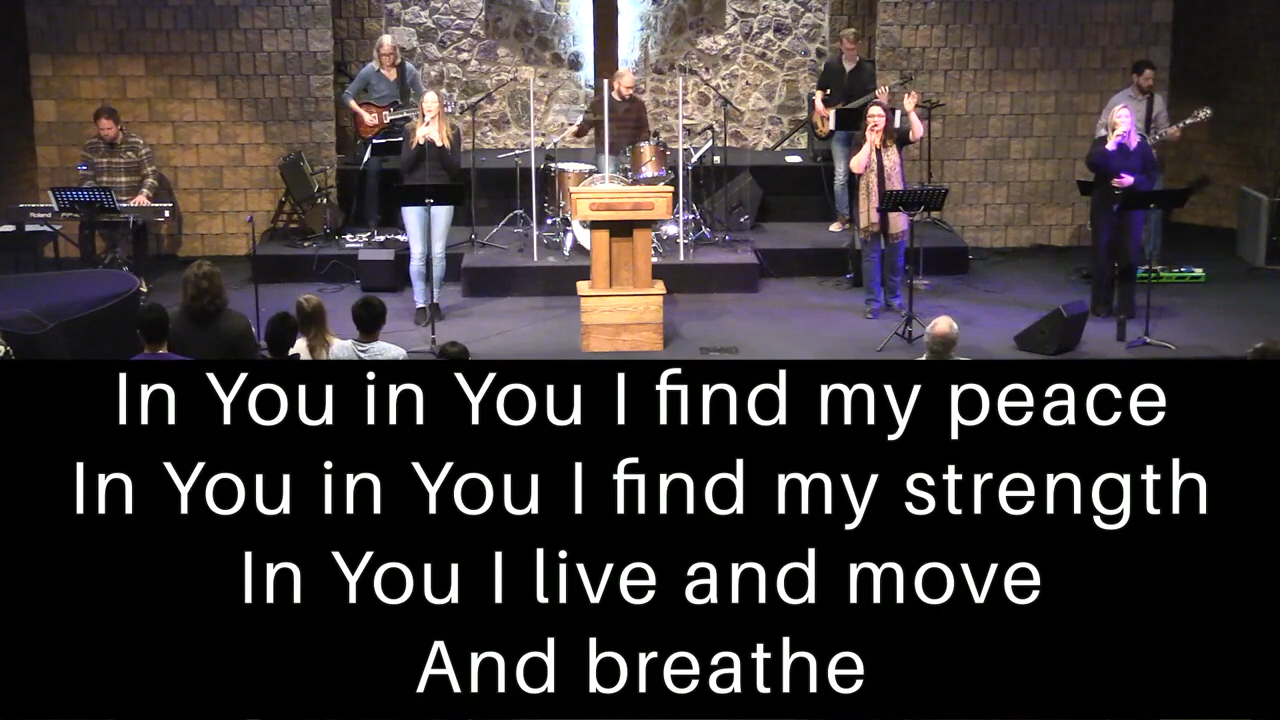 Roland
In You in You I find my peace
In You in You I find my strength
In You I live and move
And breathe